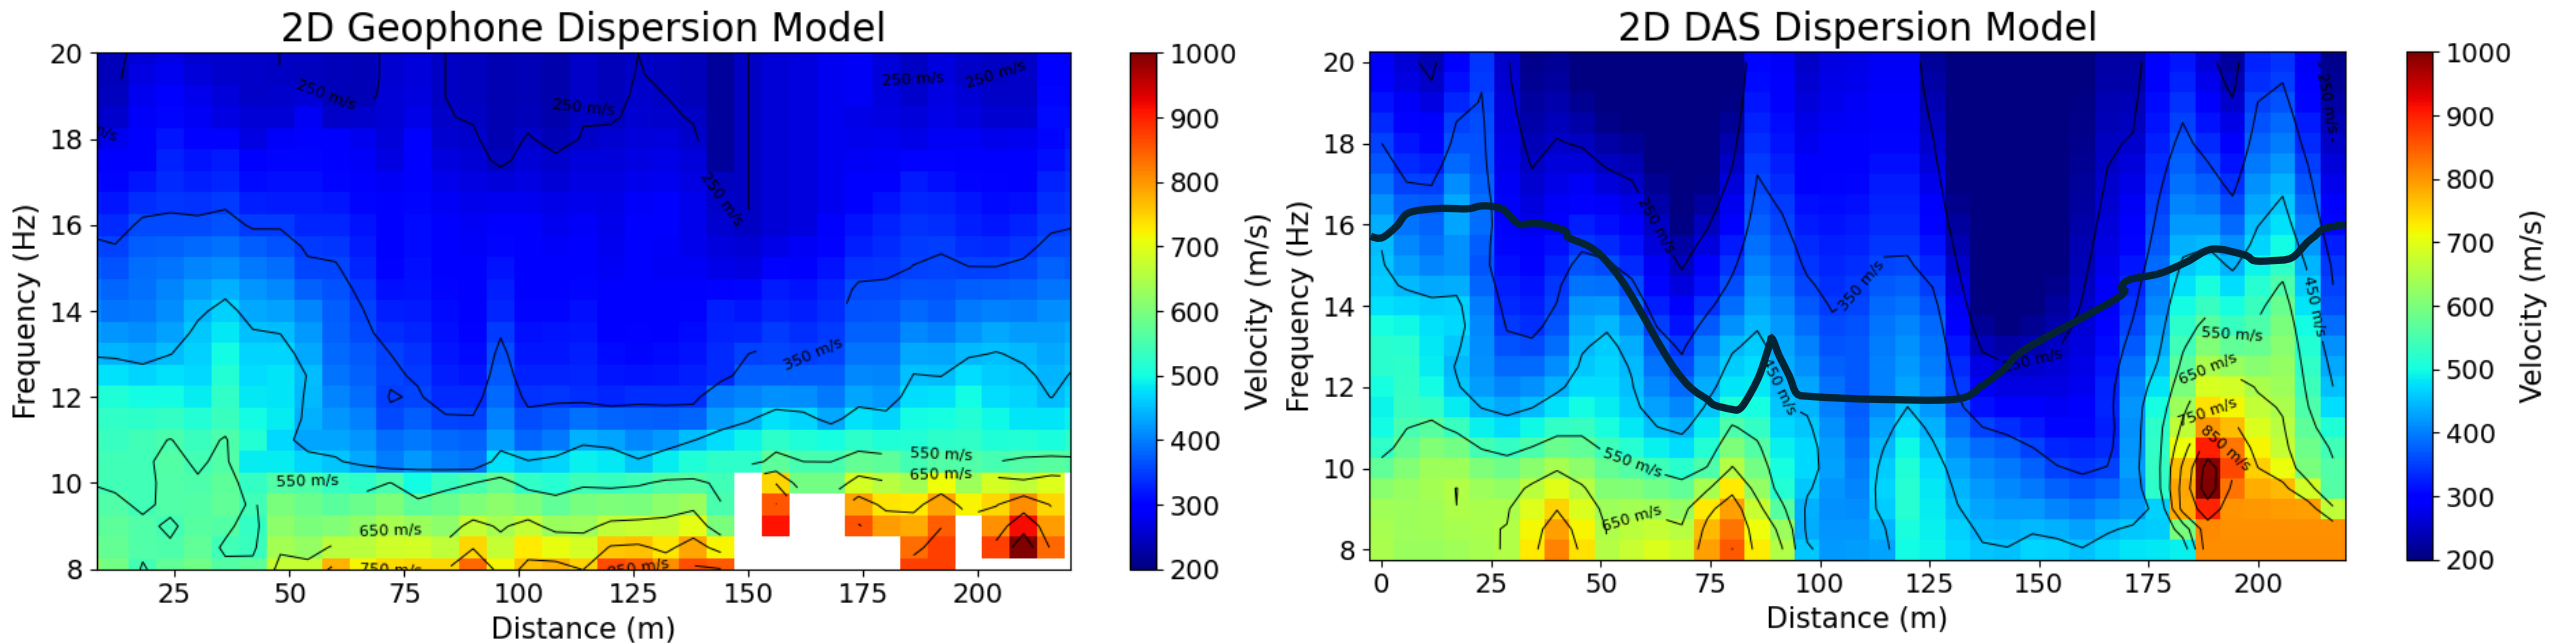 2D Geophone Dispersion Model
20
18
16
14
12
10
8
Frequency (Hz)
25
50
75
100
125
150
175
200
Distance (m)
250 m/s
250 m/s
250 m/s
250 m/s
250 m/s
350 m/s
550 m/s
550 m/s
650 m/s
650 m/s
1000
900
800
700
600
500
400
300
200
Velocity (m/s)
2D DAS Dispersion Model
20
18
16
14
12
10
8
Frequency (Hz)
0
25
50
75
100
125
150
175
200
Distance (m)
250 m/s
250 m/s
350 m/s
450 m/s
450 m/s
550 m/s
550 m/s
650 m/s
650 m/s
750 m/s
850 m/s
1000
900
800
700
600
500
400
300
200
Velocity (m/s)